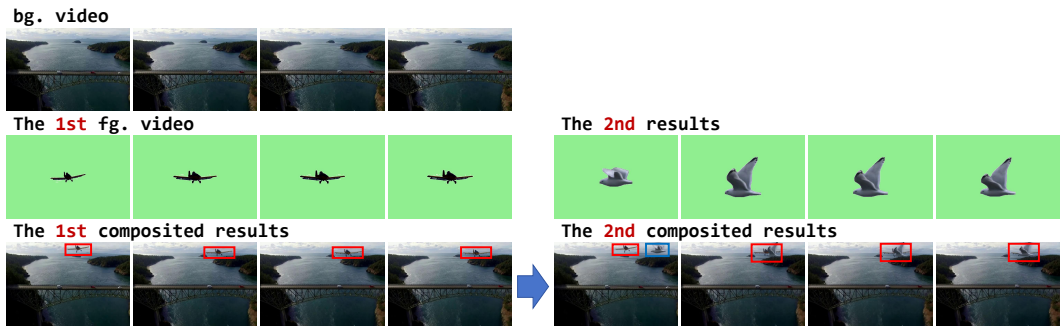 bg. video
The 1st fg. video
The 2nd results
The 1st composited results
The 2nd composited results